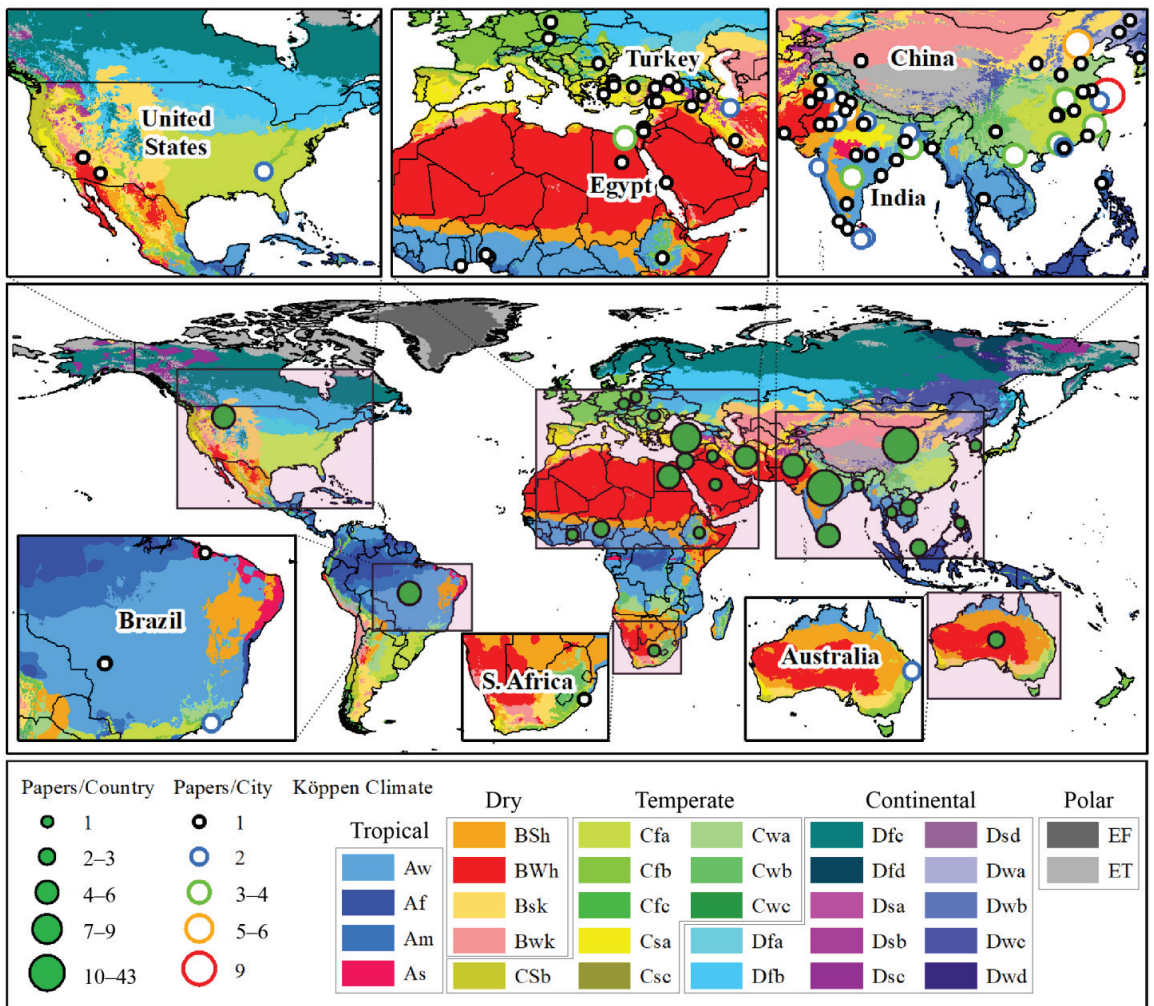 United
States
Turkey
Egypt
China
India
Brazil
S. Africa
Australia
Papers/Country
1
2–3
4–6
7–9
10–43
Papers/City
1
2
3–4
5–6
9
Köppen Climate
Tropical
Aw
Af
Am
As
Dry
BSh
BWh
Bsk
Bwk
CSb
Temperate
Cfa
Cfb
Cfc
Csa
Csc
Cwa
Cwb
Cwc
Dfa
Dfb
Continental
Dfc
Dfd
Dsa
Dsb
Dsc
Dsd
Dwa
Dwb
Dwc
Dwd
Polar
EF
ET